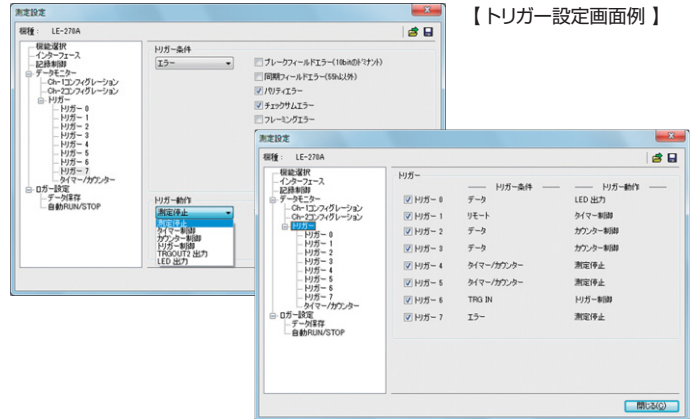 【トリガー設定画面例】
測定設定
機種： LE-270A
機能選択
インターフェース
記録制御
データモニター
Ch-1コンフィグレーション
Ch-2コンフィグレーション
トリガー
トリガー 0
トリガー 1
トリガー 2
トリガー 3
トリガー 4
トリガー 5
トリガー 6
トリガー 7
タイマー/カウンター
ロガー設定
データ保存
自動RUN/STOP
トリガー条件
エラー
ブレークフィールドエラー(10bitのドミナント)
同期フィールドエラー(55h以外)
パリティエラー
チェックサムエラー
フレーミングエラー
トリガー動作
測定停止
測定停止
タイマー制御
カウンター制御
トリガー制御
TRGOUT2 出力
LED 出力
測定設定
機種： LE-270A
機能選択
インターフェース
記録制御
データモニター
Ch-1コンフィグレーション
Ch-2コンフィグレーション
トリガー
トリガー 0
トリガー 1
トリガー 2
トリガー 3
トリガー 4
トリガー 5
トリガー 6
トリガー 7
タイマー/カウンター
ロガー設定
データ保存
自動RUN/STOP
トリガー
トリガー条件 トリガー動作
トリガー 0 データ LED 出力
トリガー 1 リモート タイマー制御
トリガー 2 データ カウンター制御
トリガー 3 データ カウンター制御
トリガー 4 タイマー/カウンター 測定停止
トリガー 5 タイマー/カウンター 測定停止
トリガー 6 TRG IN トリガー制御
トリガー 7 エラー 測定停止
閉じる(C)